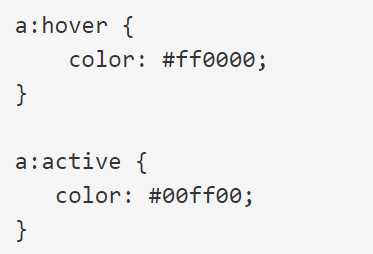 a:hover {
    color: #ff0000;
}

a:active {
   color: #00ff00;
}